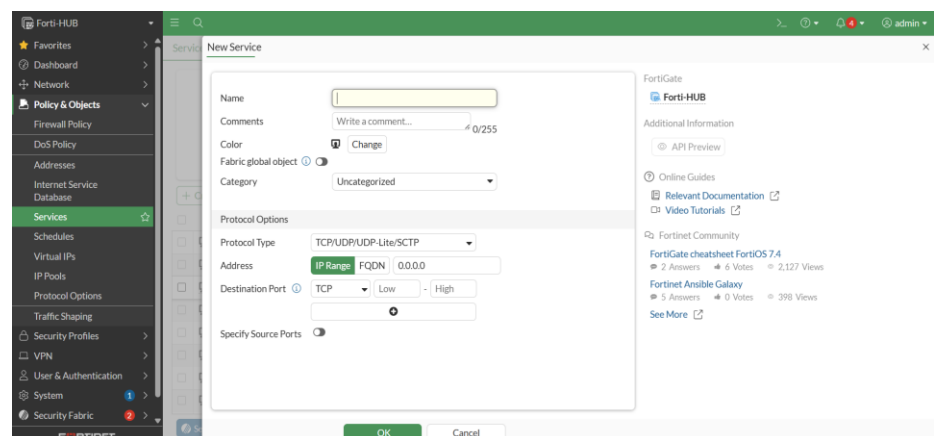 Forti-HUB
admin
4
Favorites
Dashboard
Network
Policy & Objects
Firewall Policy
DoS Policy
Addresses
Internet Service
Database
Services
Schedules
Virtual IPs
IP Pools
Protocol Options
Traffic Shaping
Security Profiles
VPN
User & Authentication
System 1
Security Fabric 2
New Service
Name
Comments Write a comment... 0/255
Color Change
Fabric global object
Category Uncategorized
Protocol Options
Protocol Type TCP/UDP/UDP-Lite/SCTP
Address IP Range FQDN 0.0.0.0
Destination Port TCP Low - High
Specify Source Ports
OK Cancel
FortiGate
Forti-HUB
Additional Information
API Preview
Online Guides
Relevant Documentation
Video Tutorials
Fortinet Community
FortiGate cheatsheet FortiOS 7.4
2 Answers 6 Votes 2,127 Views
Fortinet Ansible Galaxy
5 Answers 0 Votes 398 Views
See More